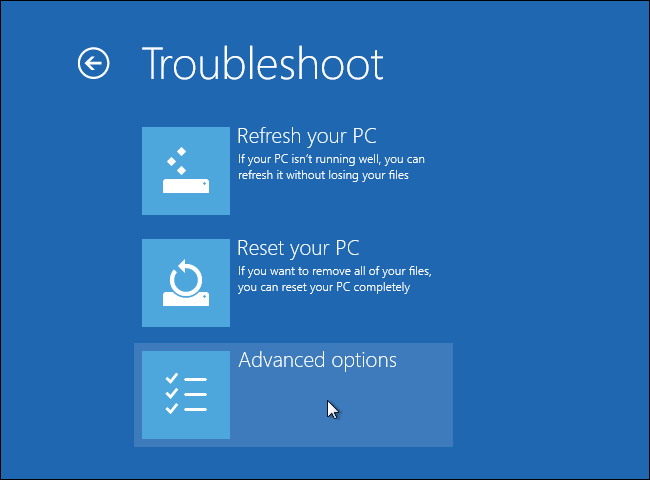 Troubleshoot
Refresh your PC
If your PC isn't running well, you can
refresh it without losing your files
Reset your PC
If you want to remove all of your files,
you can reset your PC completely
Advanced options